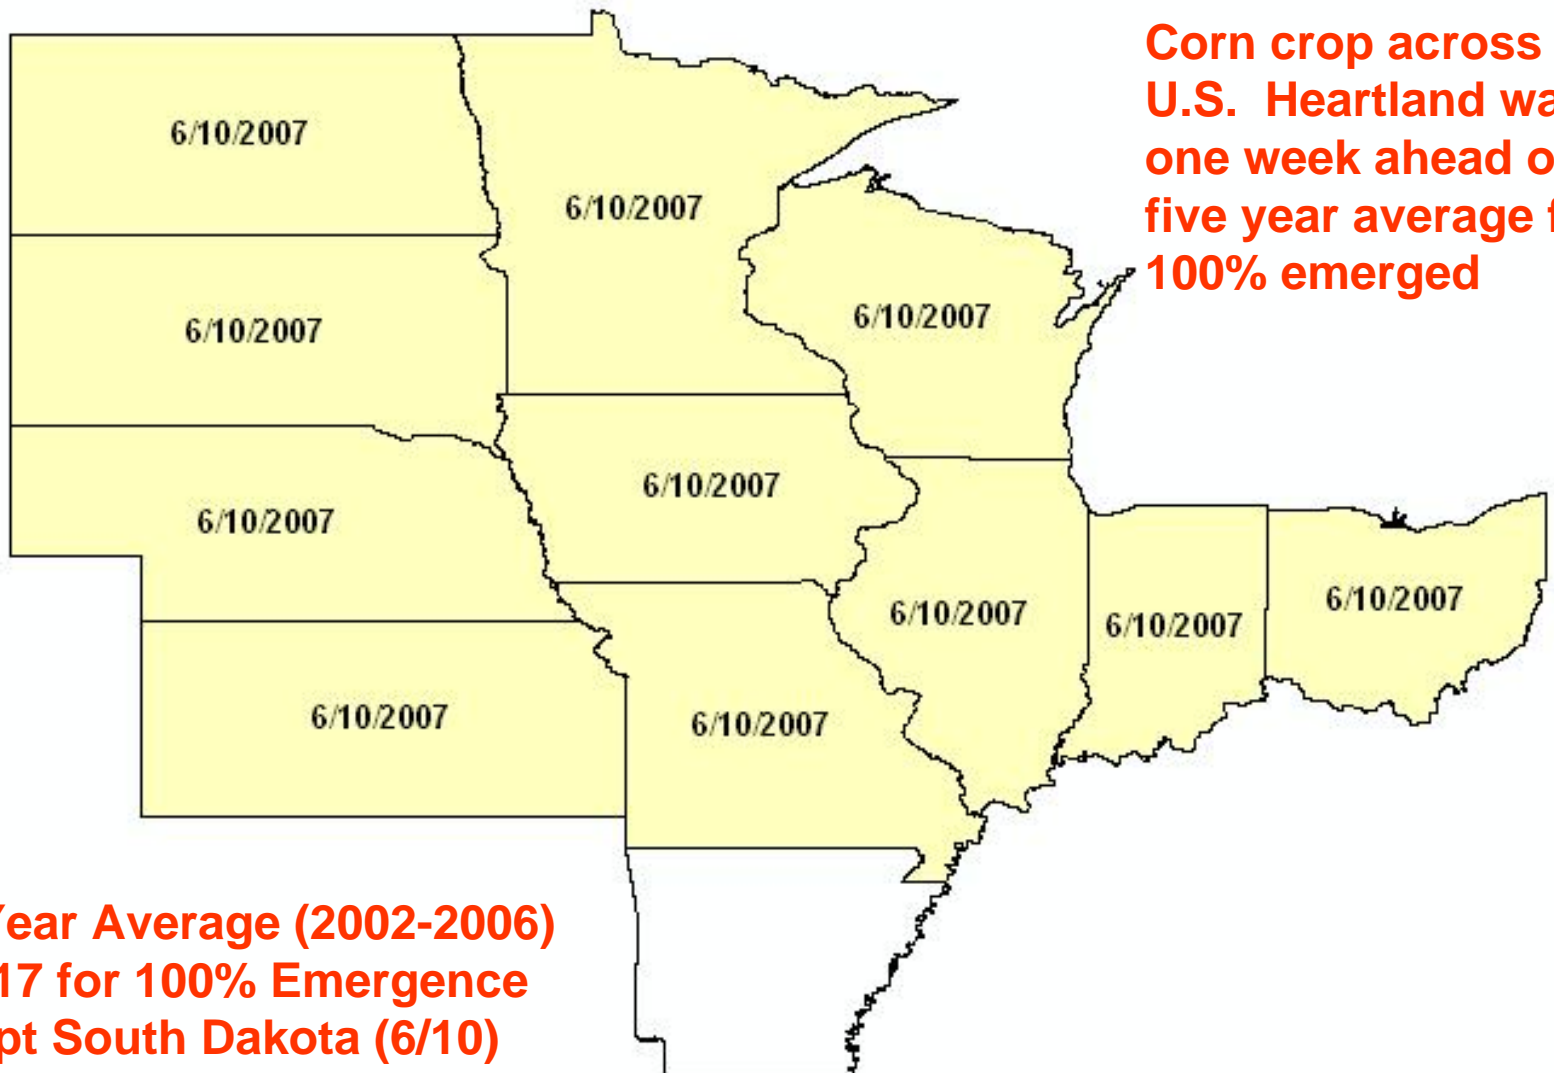 Corn crop across
U.S. Heartland wa
one week ahead o
five year average f
100% emerged
6/10/2007
6/10/2007
6/10/2007
6/10/2007
6/10/2007
6/10/2007
6/10/2007
6/10/2007
6/10/2007
6/10/2007
6/10/2007
Year Average (2002-2006)
17 for 100% Emergence
pt South Dakota (6/10)